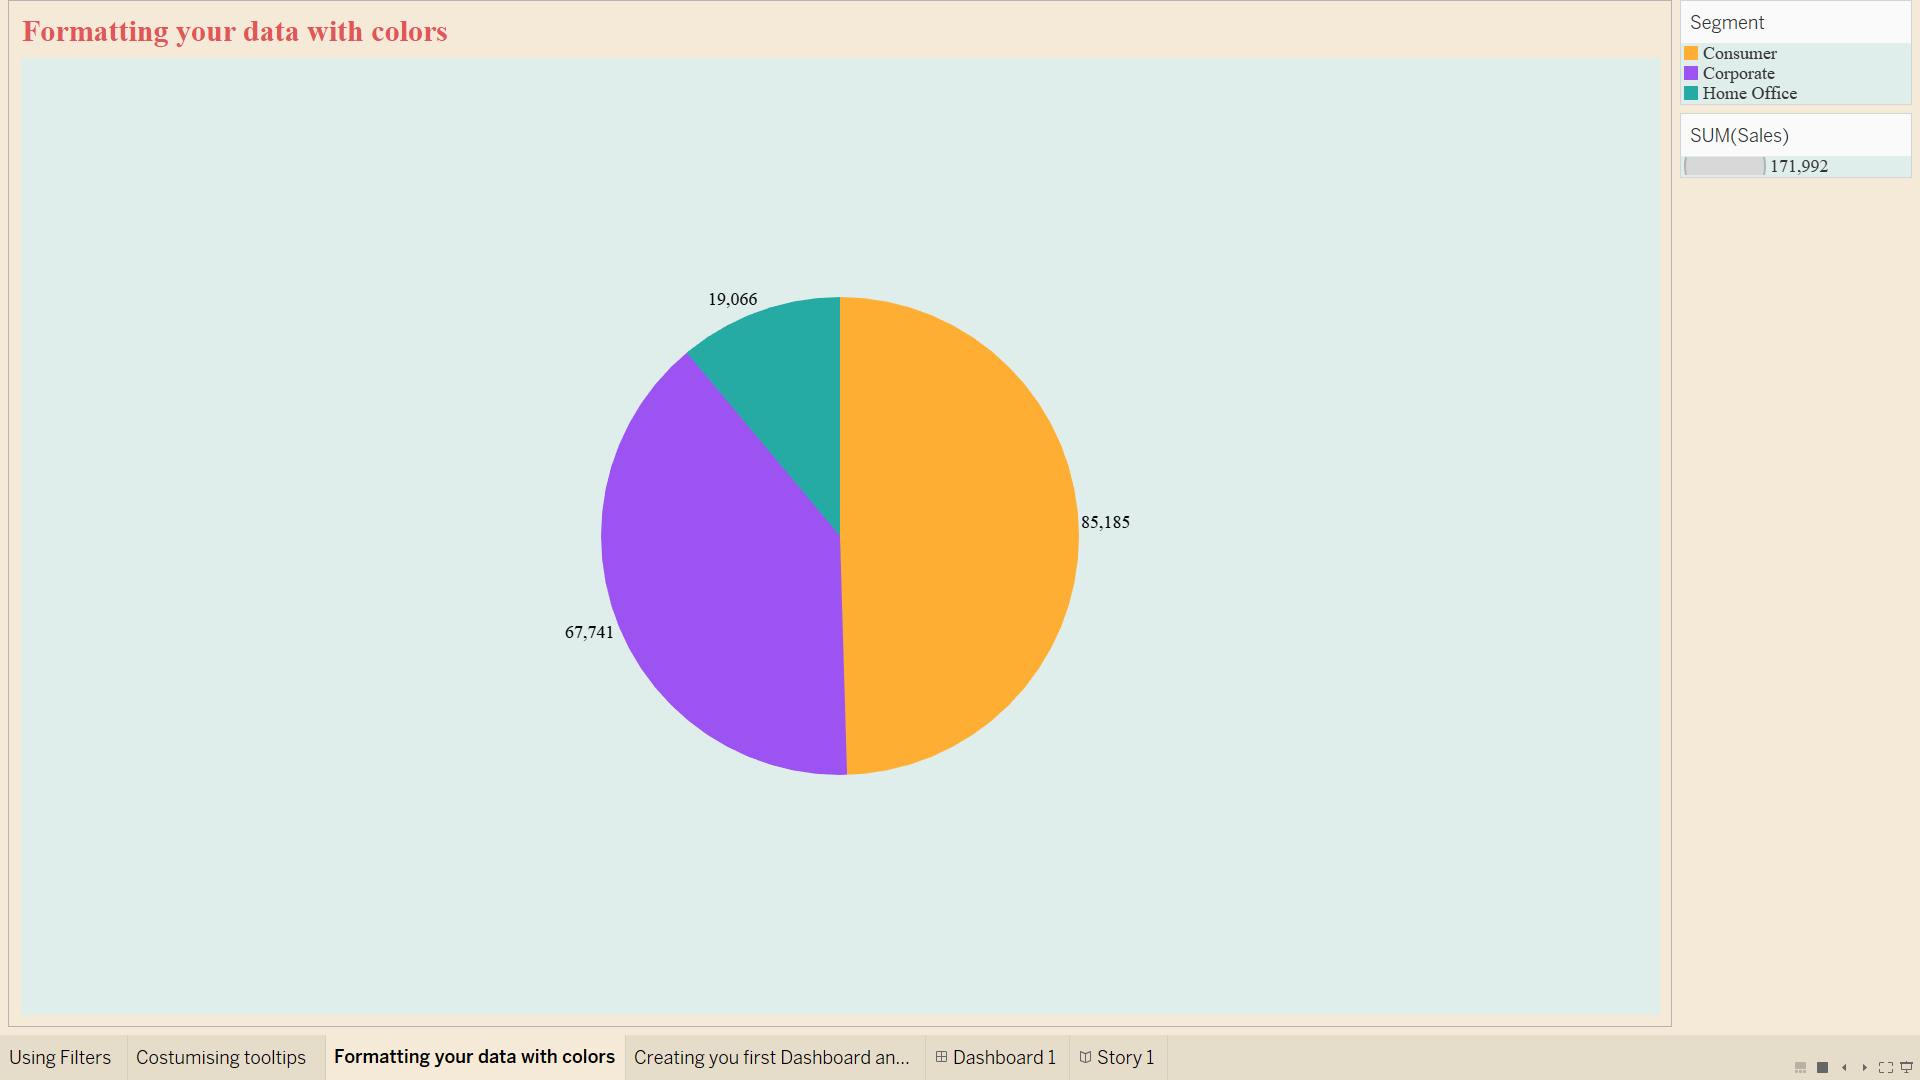 Formatting your data with colors
Segment
Consumer
Corporate
Home Office
SUM(Sales)
171,992
19,066
85,185
67,741
Using Filters
Costumising tooltips
Formatting your data with colors
Creating you first Dashboard an...
Dashboard 1
Story 1